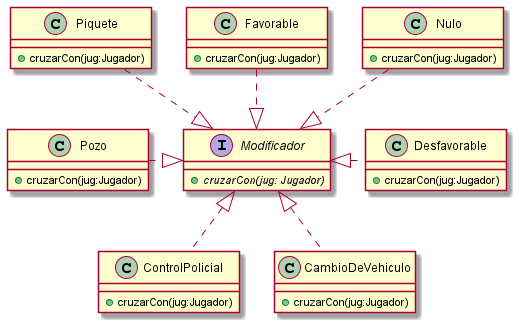 C Piquete
cruzarCon(jug:Jugador)
C Favorable
cruzarCon(jug:Jugador)
C Nulo
cruzarCon(jug:Jugador)
C Pozo
cruzarCon(jug:Jugador)
I Modificador
cruzarCon(jug: Jugador)
C Desfavorable
cruzarCon(jug:Jugador)
C ControlPolicial
cruzarCon(jug:Jugador)
C CambioDeVehiculo
cruzarCon(jug:Jugador)